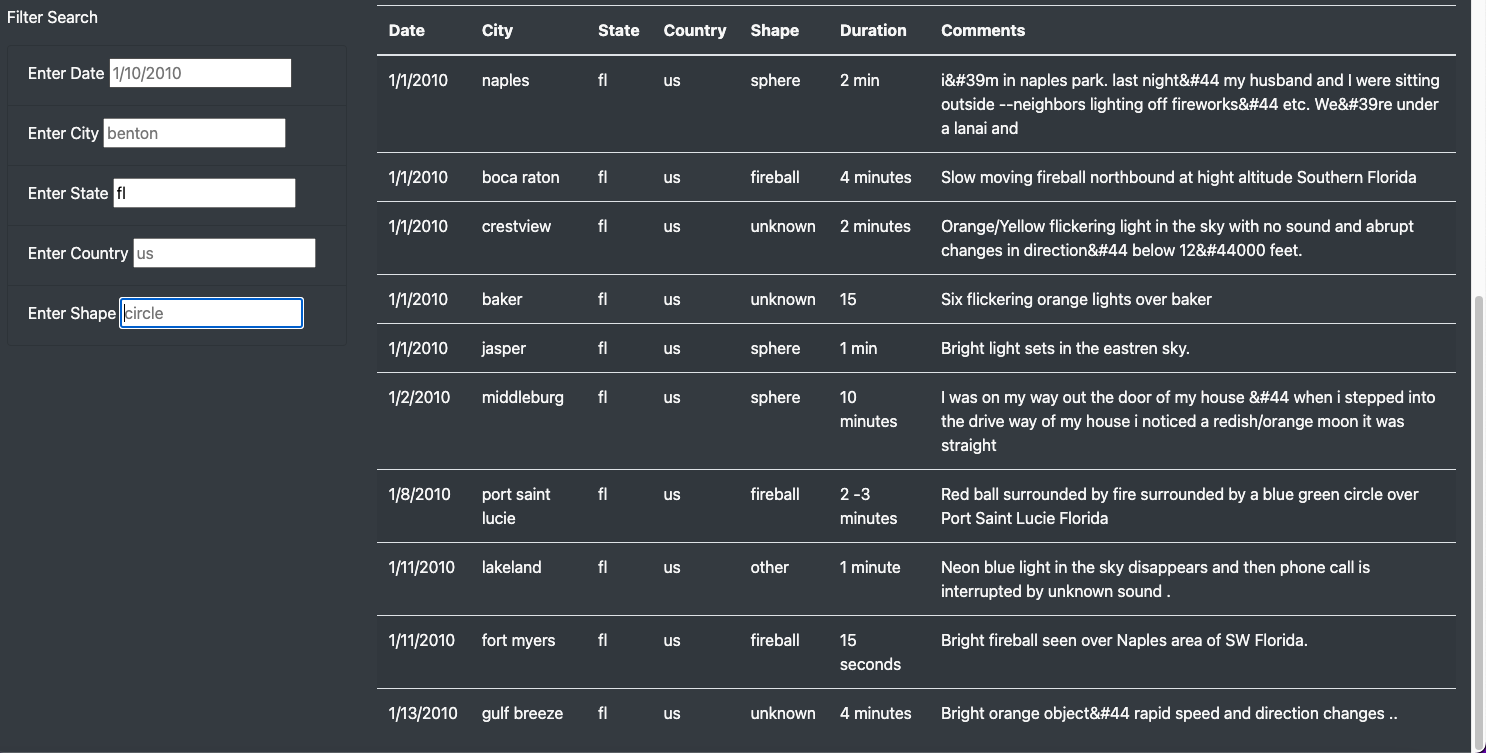 Filter Search
Enter Date 1/10/2010
Enter City benton
Enter State fl
Enter Country us
Enter Shape circle
Date City State Country Shape Duration Comments
1/1/2010 naples fl us sphere 2 min i&#39m in naples park. last night&#44 my husband and I were sitting
outside --neighbors lighting off fireworks&#44 etc. We&#39re under
a lanai and
1/1/2010 boca raton fl us fireball 4 minutes Slow moving fireball northbound at hight altitude Southern Florida
1/1/2010 crestview fl us unknown 2 minutes Orange/Yellow flickering light in the sky with no sound and abrupt
changes in direction&#44 below 12&#44000 feet.
1/1/2010 baker fl us unknown 15 Six flickering orange lights over baker
1/1/2010 jasper fl us sphere 1 min Bright light sets in the eastren sky.
1/2/2010 middleburg fl us sphere 10 I was on my way out the door of my house &#44 when i stepped into
minutes the drive way of my house i noticed a redish/orange moon it was
straight
1/8/2010 port saint fl us fireball 2 -3 Red ball surrounded by fire surrounded by a blue green circle over
lucie minutes Port Saint Lucie Florida
1/11/2010 lakeland fl us other 1 minute Neon blue light in the sky disappears and then phone call is
interrupted by unknown sound .
1/11/2010 fort myers fl us fireball 15 Bright fireball seen over Naples area of SW Florida.
seconds
1/13/2010 gulf breeze fl us unknown 4 minutes Bright orange object&#44 rapid speed and direction changes ..